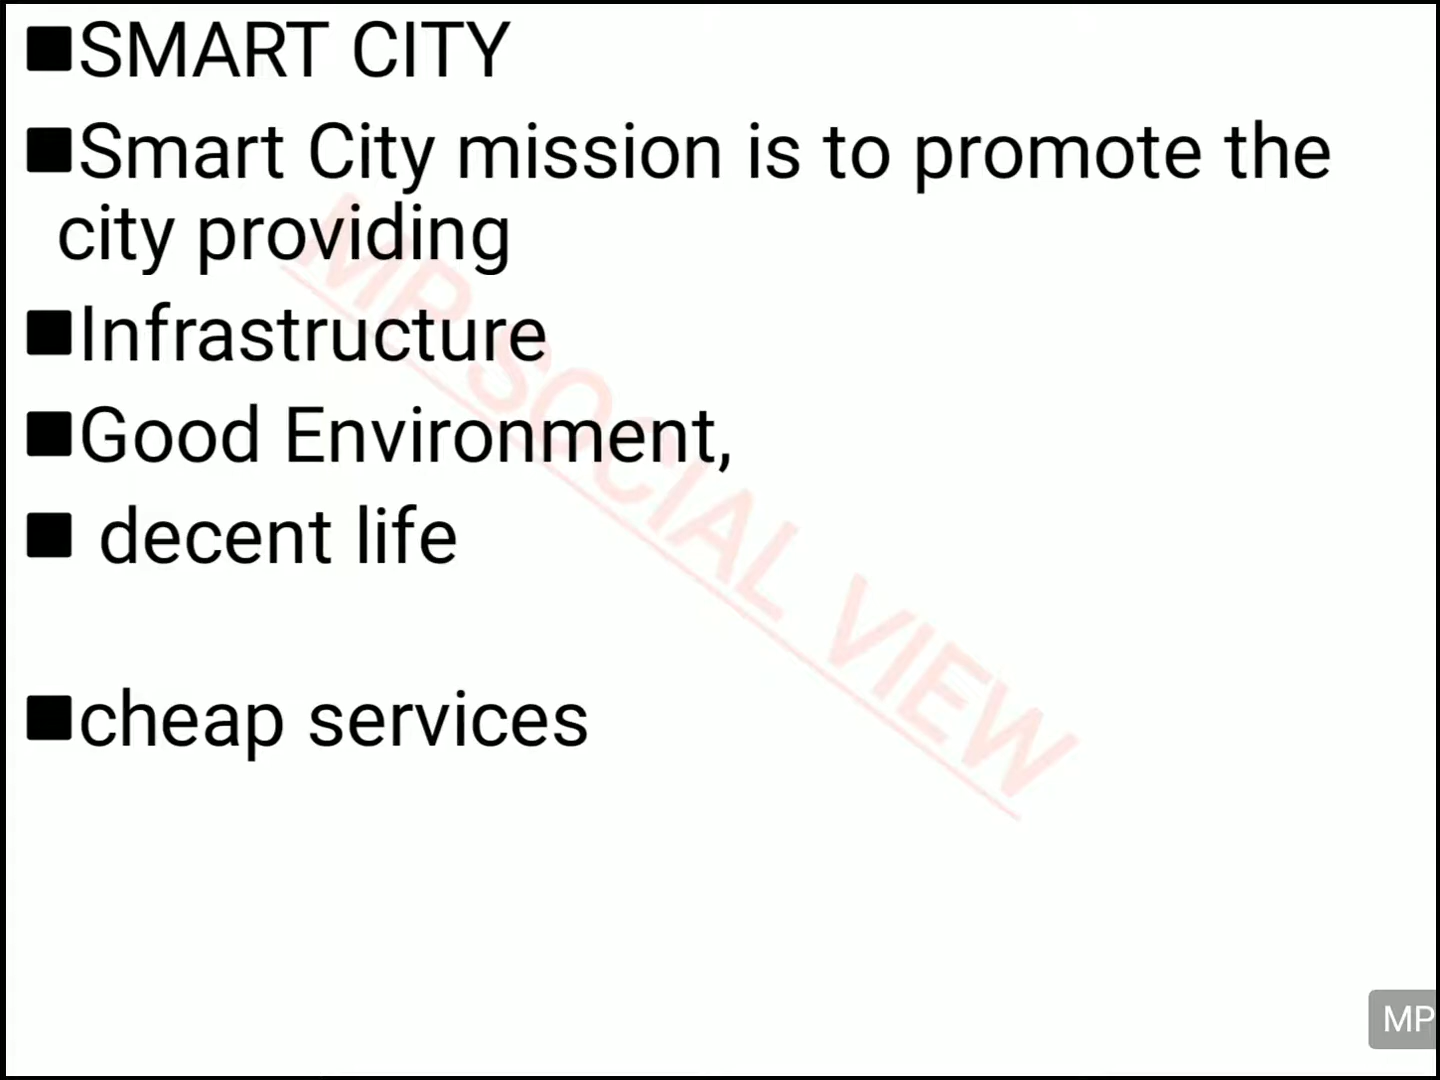 ■SMART CITY
■Smart City mission is to promote the
city providing
■Infrastructure
■Good Environment,
■ decent life
■cheap services
MP SOCIAL VIEW
MP